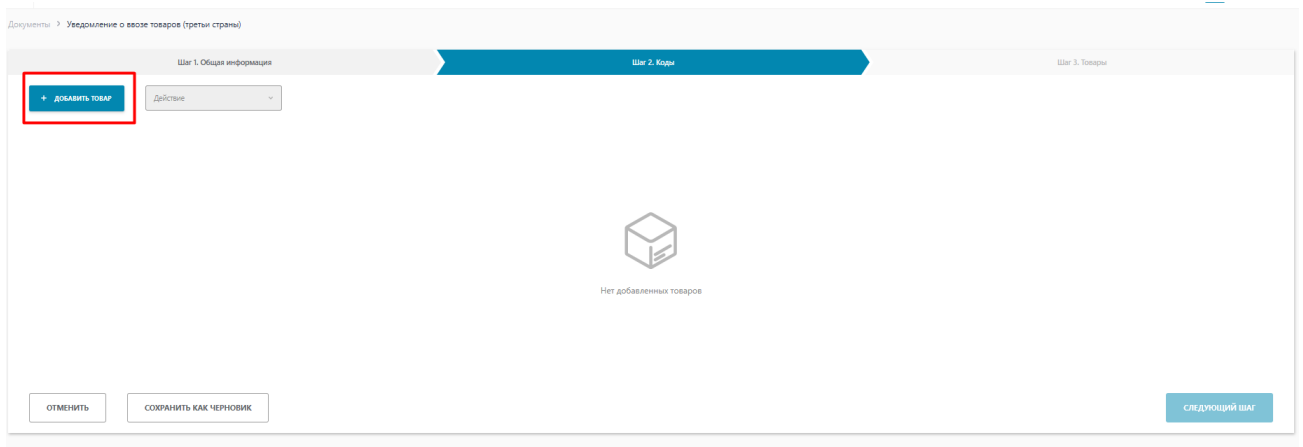 Документы > Уведомление о ввозе товаров (третьи страны)
Шаг 1. Общая информация
Шаг 2. Коды
Шаг 3. Товары
+ ДОБАВИТЬ ТОВАР
Действие
Нет добавленных товаров
ОТМЕНИТЬ
СОХРАНИТЬ КАК ЧЕРНОВИК
СЛЕДУЮЩИЙ ШАГ